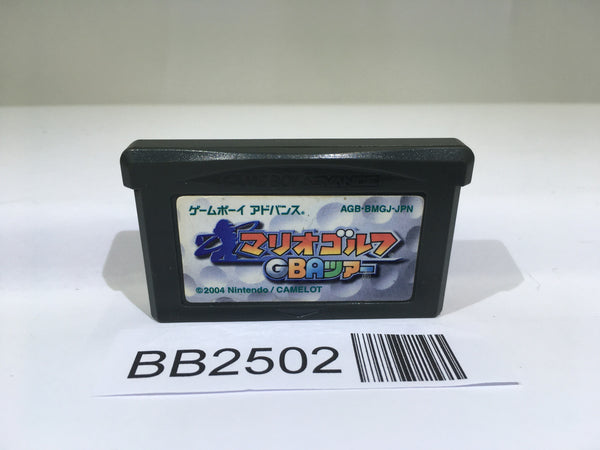 GAME BOY ADVANCE
ゲームボーイ アドバンス®
AGB-BMGJ-JPN
マリオゴルフ
GBAツアー
©2004 Nintendo / CAMELOT
BB2502